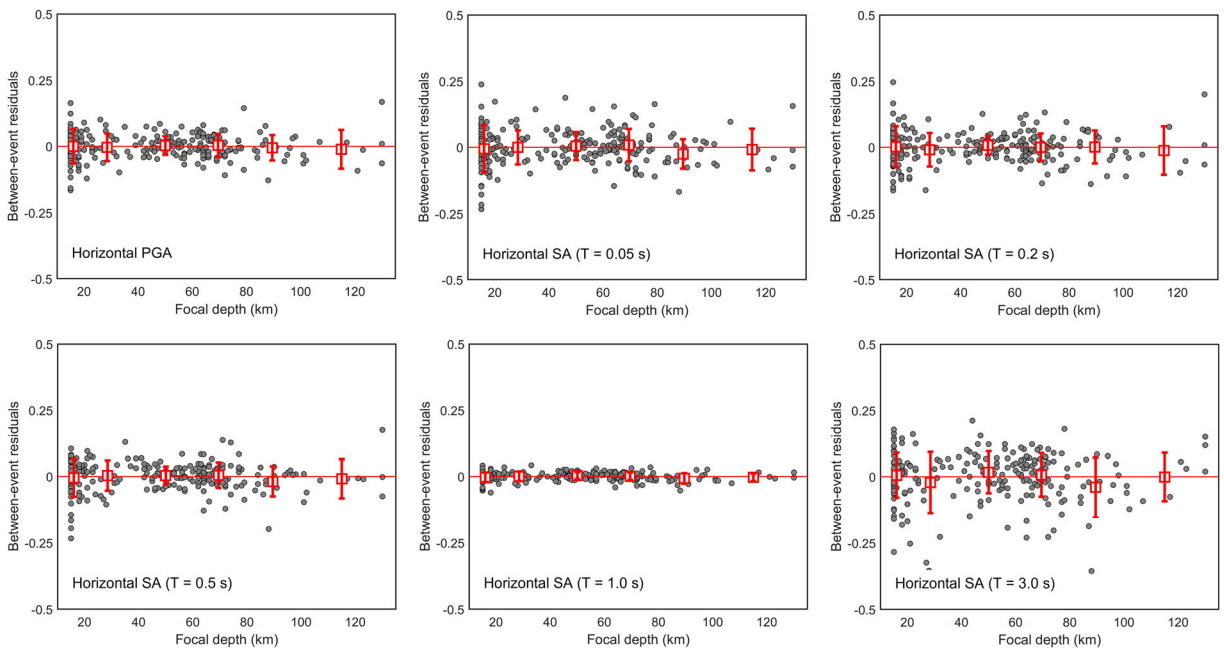 0.5
0.25
0
-0.25
-0.5
Between-event residuals
Horizontal PGA
20 40 60 80 100 120
Focal depth (km)
0.5
0.25
0
-0.25
-0.5
Between-event residuals
Horizontal SA (T = 0.05 s)
20 40 60 80 100 120
Focal depth (km)
0.5
0.25
0
-0.25
-0.5
Between-event residuals
Horizontal SA (T = 0.2 s)
20 40 60 80 100 120
Focal depth (km)
0.5
0.25
0
-0.25
-0.5
Between-event residuals
Horizontal SA (T = 0.5 s)
20 40 60 80 100 120
Focal depth (km)
0.5
0.25
0
-0.25
-0.5
Between-event residuals
Horizontal SA (T = 1.0 s)
20 40 60 80 100 120
Focal depth (km)
0.5
0.25
0
-0.25
-0.5
Between-event residuals
Horizontal SA (T = 3.0 s)
20 40 60 80 100 120
Focal depth (km)